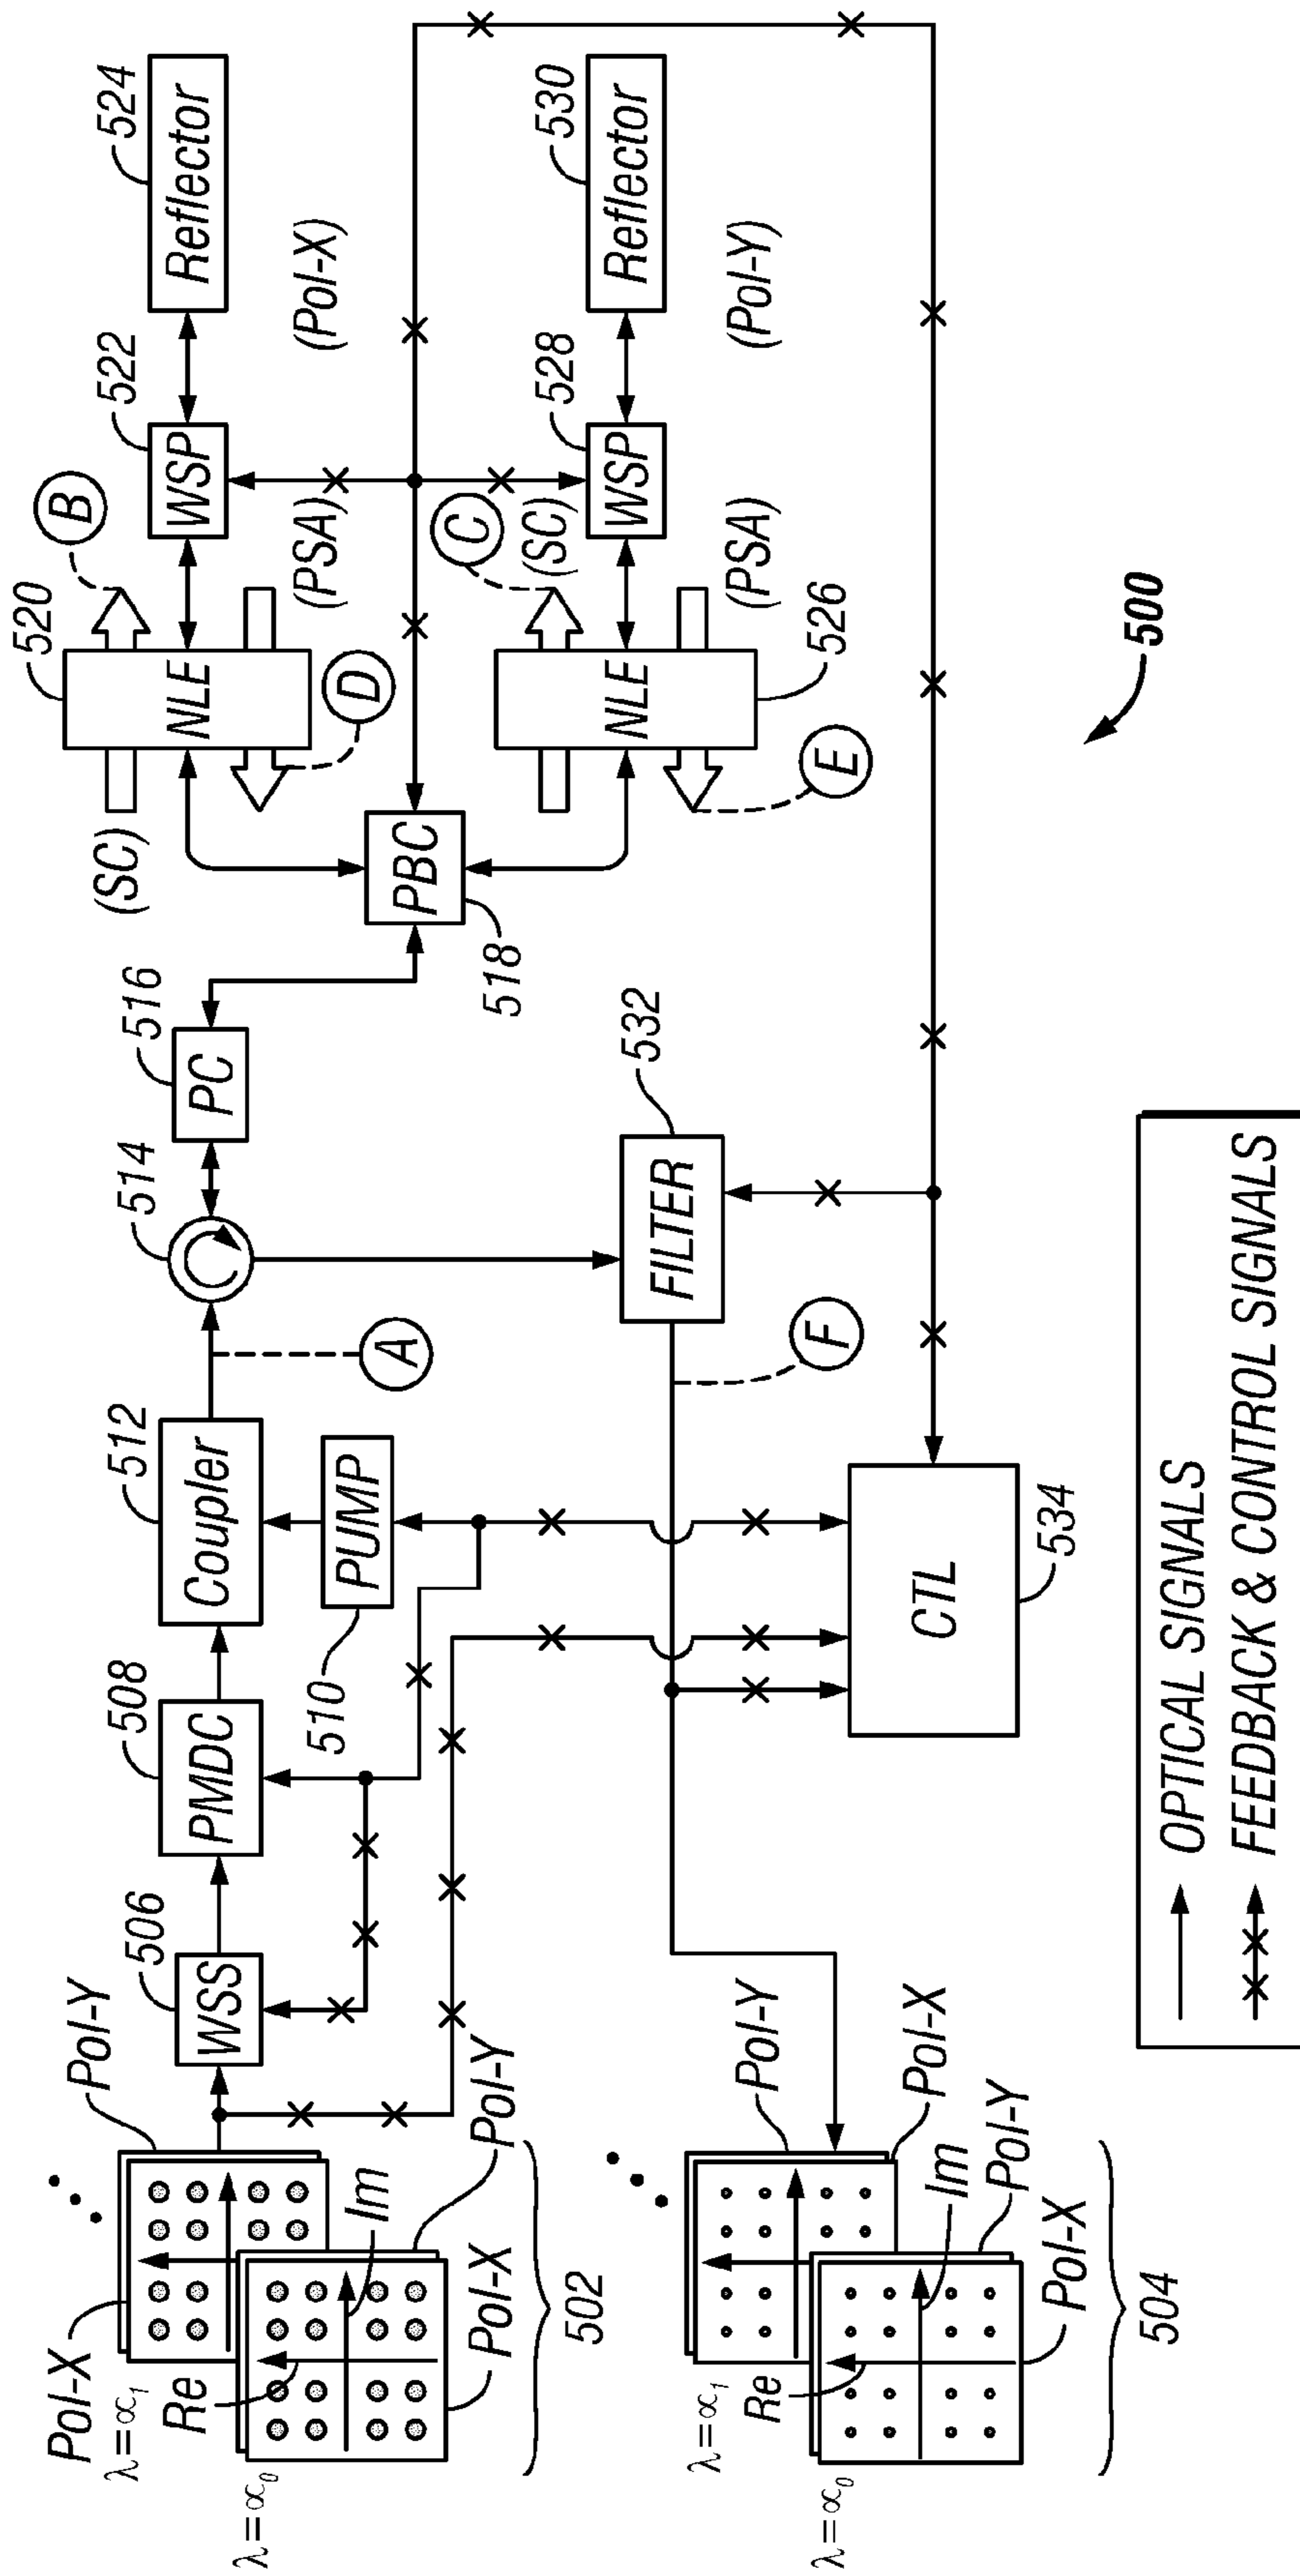 520
(SC)
NLE
B
522
WSP
524
Reflector
(PSA)
(Pol-X)
D
C
(SC)
PBC
518
528
WSP
530
Reflector
NLE
526
(PSA)
(Pol-Y)
E
516
PC
514
A
512
Coupler
508
PMDC
506
WSS
510
PUMP
532
FILTER
F
CTL
534
500
Pol-X
Pol-Y
λ=∝₁
Re
Im
Pol-Y
Pol-X
λ=∝₀
502
Pol-Y
Pol-X
λ=∝₁
Re
Im
Pol-Y
Pol-X
λ=∝₀
504
OPTICAL SIGNALS
FEEDBACK & CONTROL SIGNALS